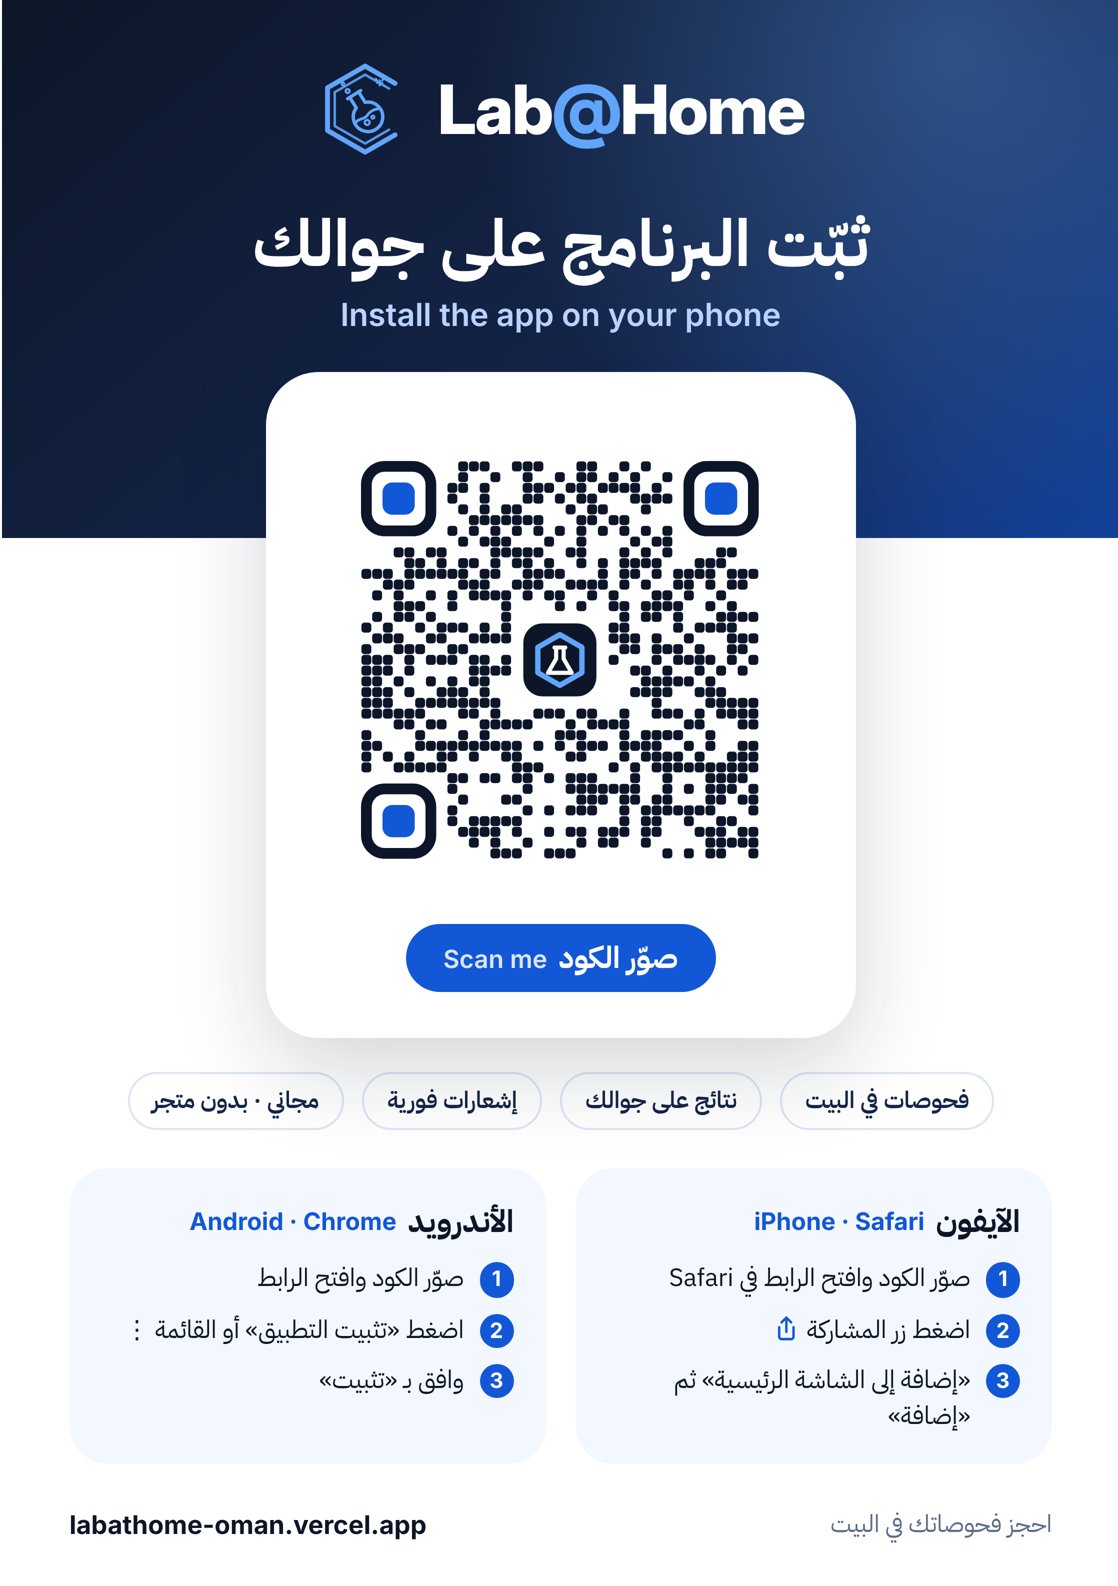 Lab@Home
ثبّت البرنامج على جوالك
Install the app on your phone
صوّر الكود Scan me
فحوصات في البيت
نتائج على جوالك
إشعارات فورية
مجاني · بدون متجر
الآيفون iPhone · Safari
1 صوّر الكود وافتح الرابط في Safari
2 اضغط زر المشاركة
3 «إضافة إلى الشاشة الرئيسية» ثم
«إضافة»
الأندرويد Android · Chrome
1 صوّر الكود وافتح الرابط
2 اضغط «تثبيت التطبيق» أو القائمة ⋮
3 وافق بـ «تثبيت»
احجز فحوصاتك في البيت
labathome-oman.vercel.app